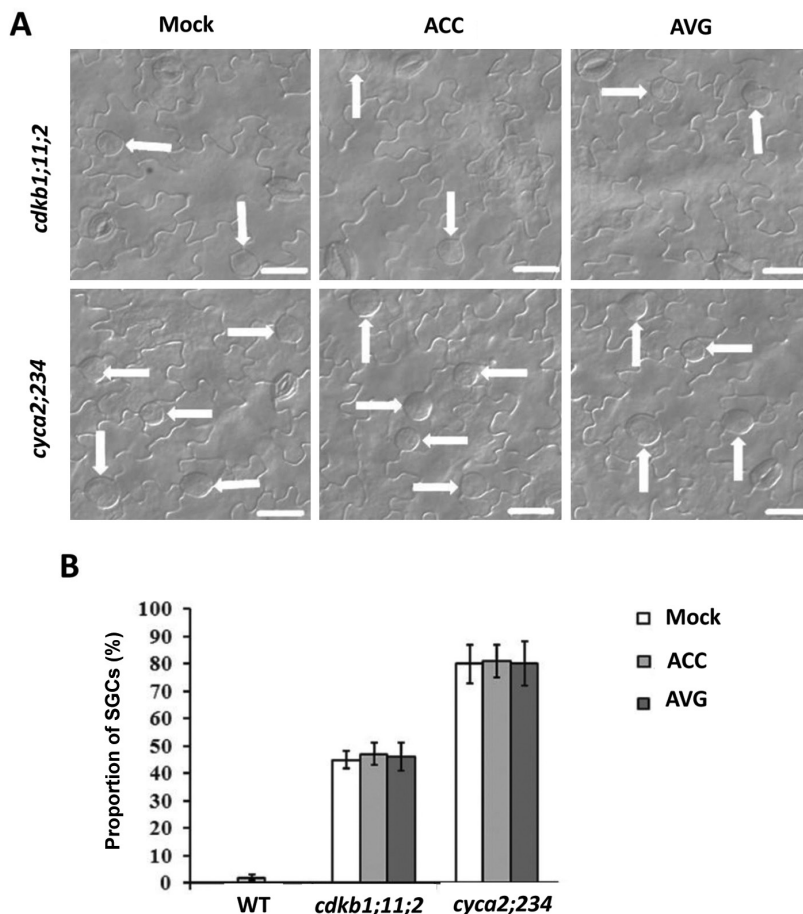 A
Mock ACC AVG
cdkb1;11;2
cyca2;234
B
Proportion of SGCs (%)
100
90
80
70
60
50
40
30
20
10
0
WT cdkb1;11;2 cyca2;234
Mock
ACC
AVG